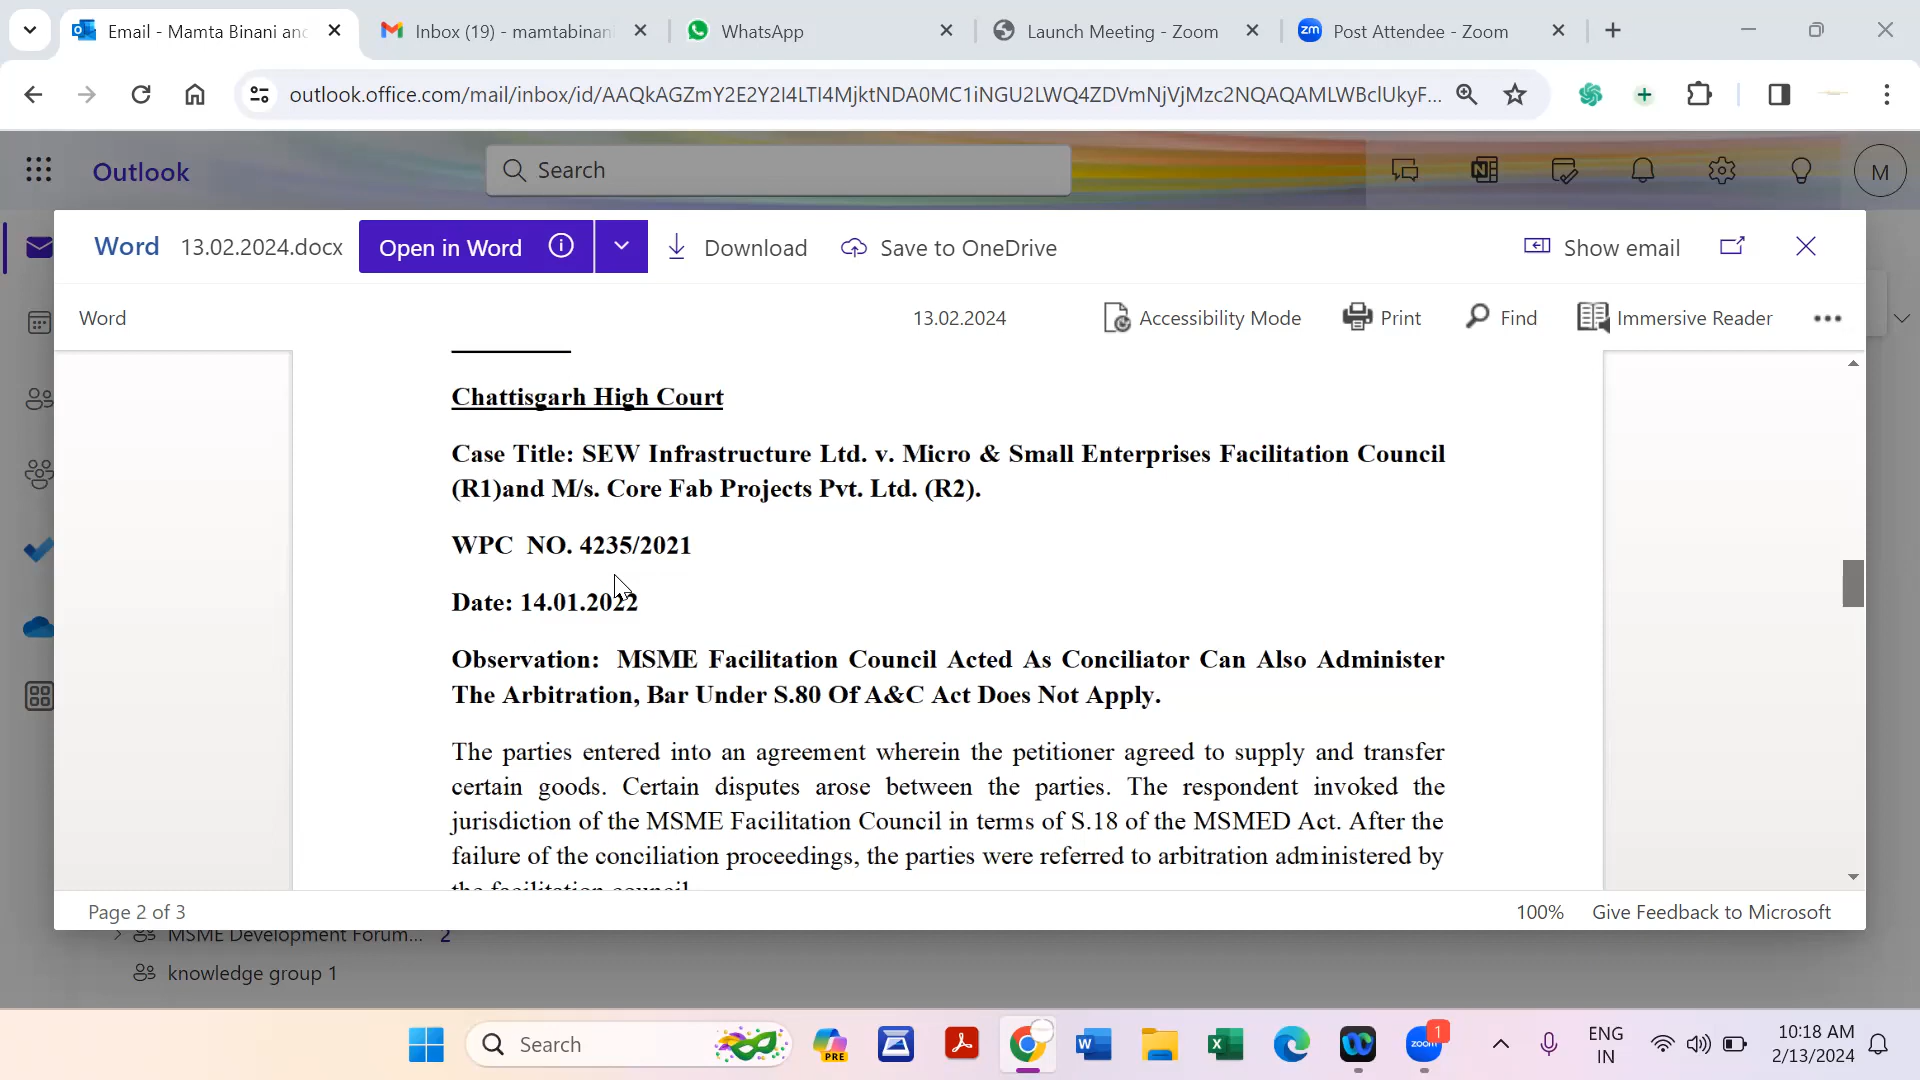 Email - Mamta Binani and
Inbox (19) - mamtabinani
WhatsApp
Launch Meeting - Zoom
zm
Post Attendee - Zoom
outlook.office.com/mail/inbox/id/AAQkAGZmY2E2Y2I4LTI4MjktNDA0MC1iNGU2LWQ4ZDVmNjVjMzc2NQAQAMLWBclUkyF...
Outlook
Search
M
Word
13.02.2024.docx
Open in Word
Download
Save to OneDrive
Show email
Word
13.02.2024
Accessibility Mode
Print
Find
Immersive Reader
Chattisgarh High Court
Case Title: SEW Infrastructure Ltd. v. Micro & Small Enterprises Facilitation Council
(R1)and M/s. Core Fab Projects Pvt. Ltd. (R2).
WPC NO. 4235/2021
Date: 14.01.2022
Observation: MSME Facilitation Council Acted As Conciliator Can Also Administer
The Arbitration, Bar Under S.80 Of A&C Act Does Not Apply.
The parties entered into an agreement wherein the petitioner agreed to supply and transfer
certain goods. Certain disputes arose between the parties. The respondent invoked the
jurisdiction of the MSME Facilitation Council in terms of S.18 of the MSMED Act. After the
failure of the conciliation proceedings, the parties were referred to arbitration administered by
the facilitation council.
Page 2 of 3
100%
Give Feedback to Microsoft
MSME Development Forum... 2
knowledge group 1
Search
PRE
zoom
1
ENG
IN
10:18 AM
2/13/2024